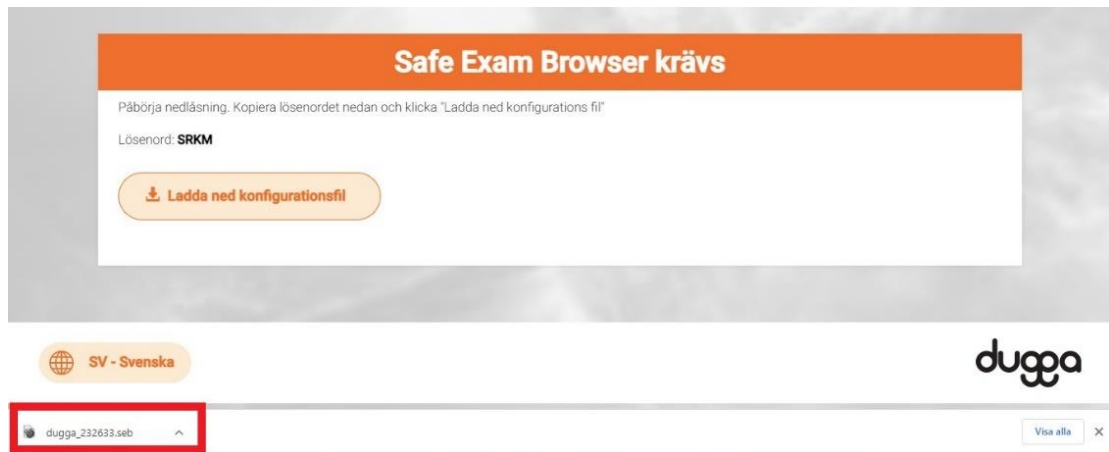 Safe Exam Browser krävs
Påbörja nedlåsning. Kopiera lösenordet nedan och klicka "Ladda ned konfigurations fil"
Lösenord: SRKM
Ladda ned konfigurationsfil
SV - Svenska
dugga
dugga_232633.seb
Visa alla